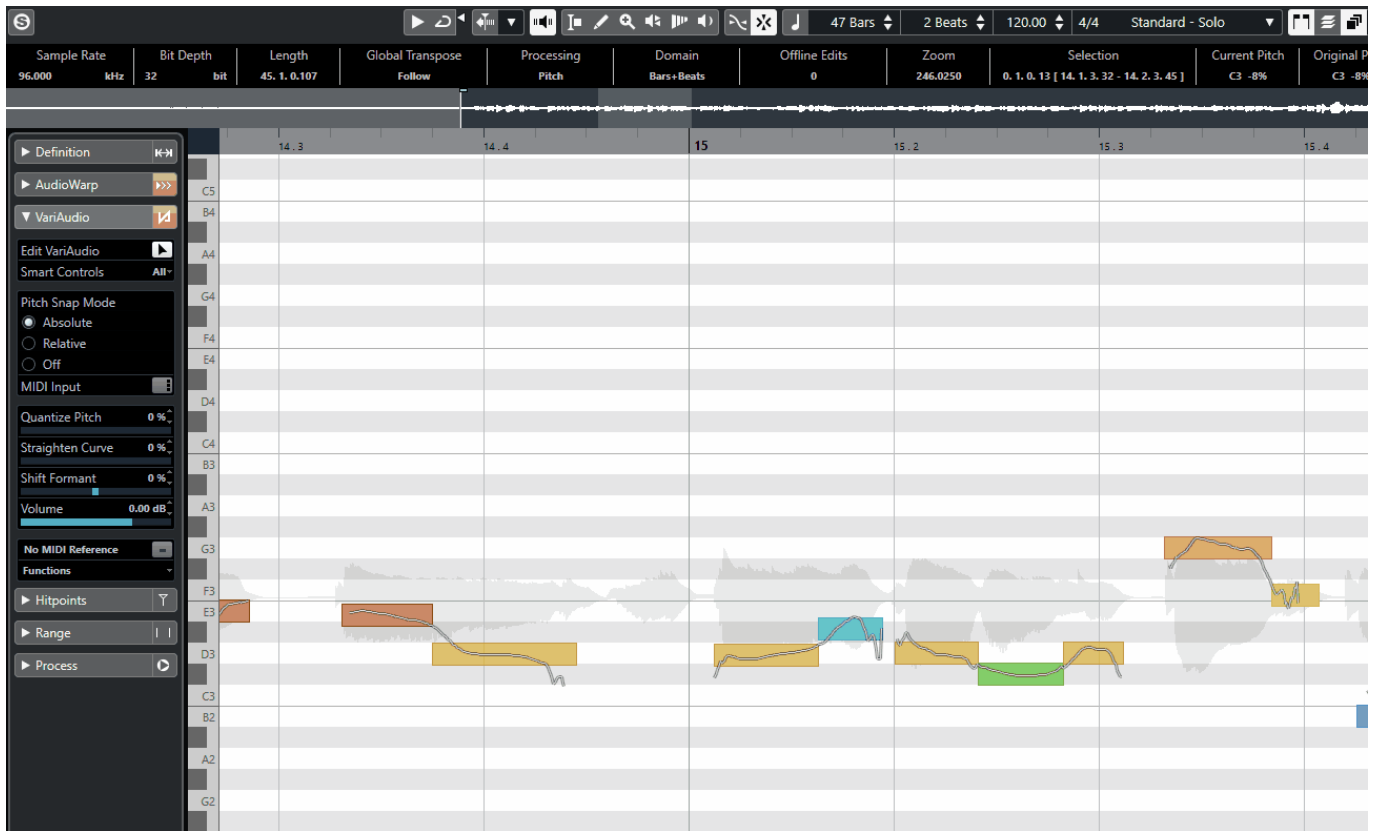 S
47 Bars 2 Beats 120.00 4/4 Standard - Solo
Sample Rate Bit Depth Length Global Transpose Processing Domain Offline Edits Zoom Selection Current Pitch Original P
96.000 kHz 32 bit 45. 1. 0.107 Follow Pitch Bars+Beats 0 246.0250 0. 1. 0. 13 [ 14. 1. 3. 32 - 14. 2. 3. 45 ] C3 -8% C3 -8%
14.3 14.4 15 15.2 15.3 15.4
Definition
AudioWarp
VariAudio
Edit VariAudio
Smart Controls All
Pitch Snap Mode
Absolute
Relative
Off
MIDI Input
Quantize Pitch 0 %
Straighten Curve 0 %
Shift Formant 0 %
Volume 0.00 dB
No MIDI Reference
Functions
Hitpoints
Range
Process
C5
B4
A4
G4
F4
E4
D4
C4
B3
A3
G3
F3
E3
D3
C3
B2
A2
G2